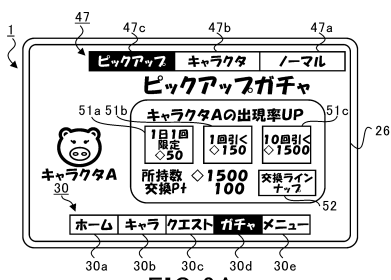 1
47
47c
47b
47a
ピックアップ キャラクタ ノーマル
ピックアップガチャ
51a
51b
51c
26
キャラクタAの出現率UP
1日1回
限定
◇50
1回引く
◇150
10回引く
◇1500
キャラクタA
所持数 ◇1500
交換Pt 100
交換ライン
ナップ
52
30
ホーム キャラ クエスト ガチャ メニュー
30a 30b 30c 30d 30e